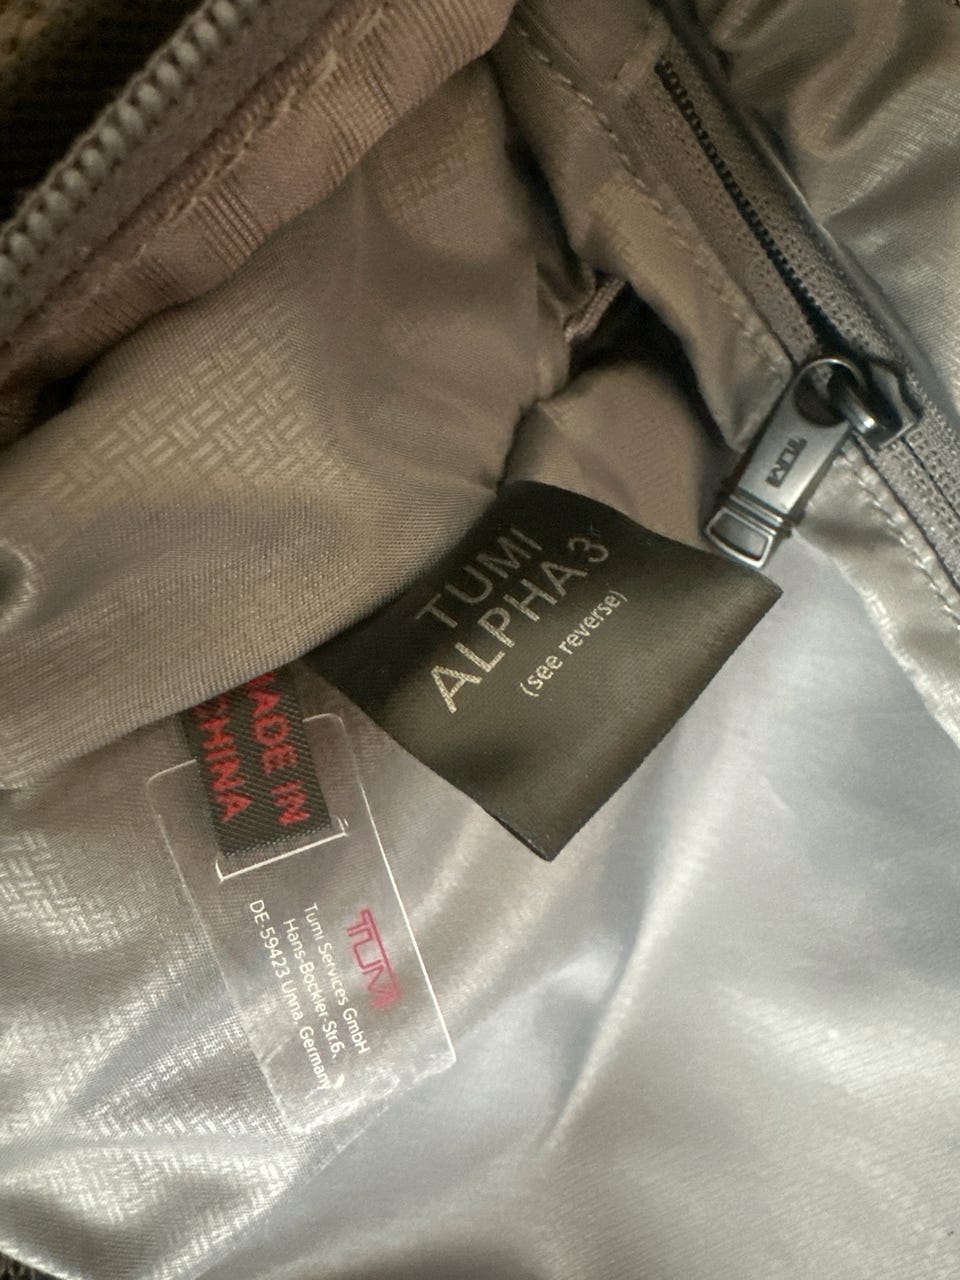 TUMI
TUMI
ALPHA 3
(see reverse)
MADE IN
CHINA
TUMI
Tumi Services GmbH
Hans-Böckler-Str.6,
DE-59423 Unna, Germany